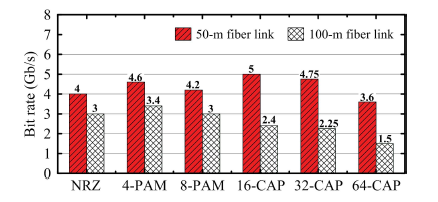 8
7
6
5
4
3
2
1
0
Bit rate (Gb/s)
50-m fiber link
100-m fiber link
4
3
4.6
3.4
4.2
3
5
2.4
4.75
2.25
3.6
1.5
NRZ
4-PAM
8-PAM
16-CAP
32-CAP
64-CAP